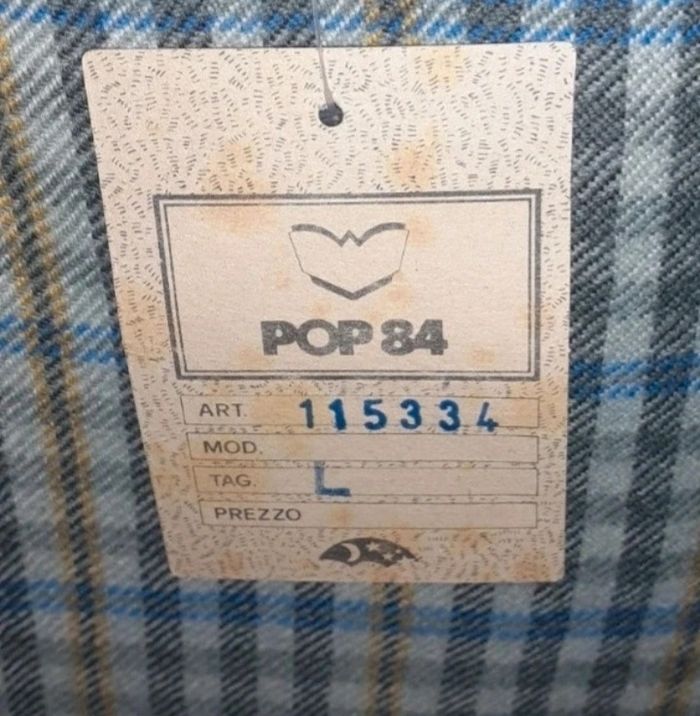 POP 84
ART. 115334
MOD.
TAG. L
PREZZO